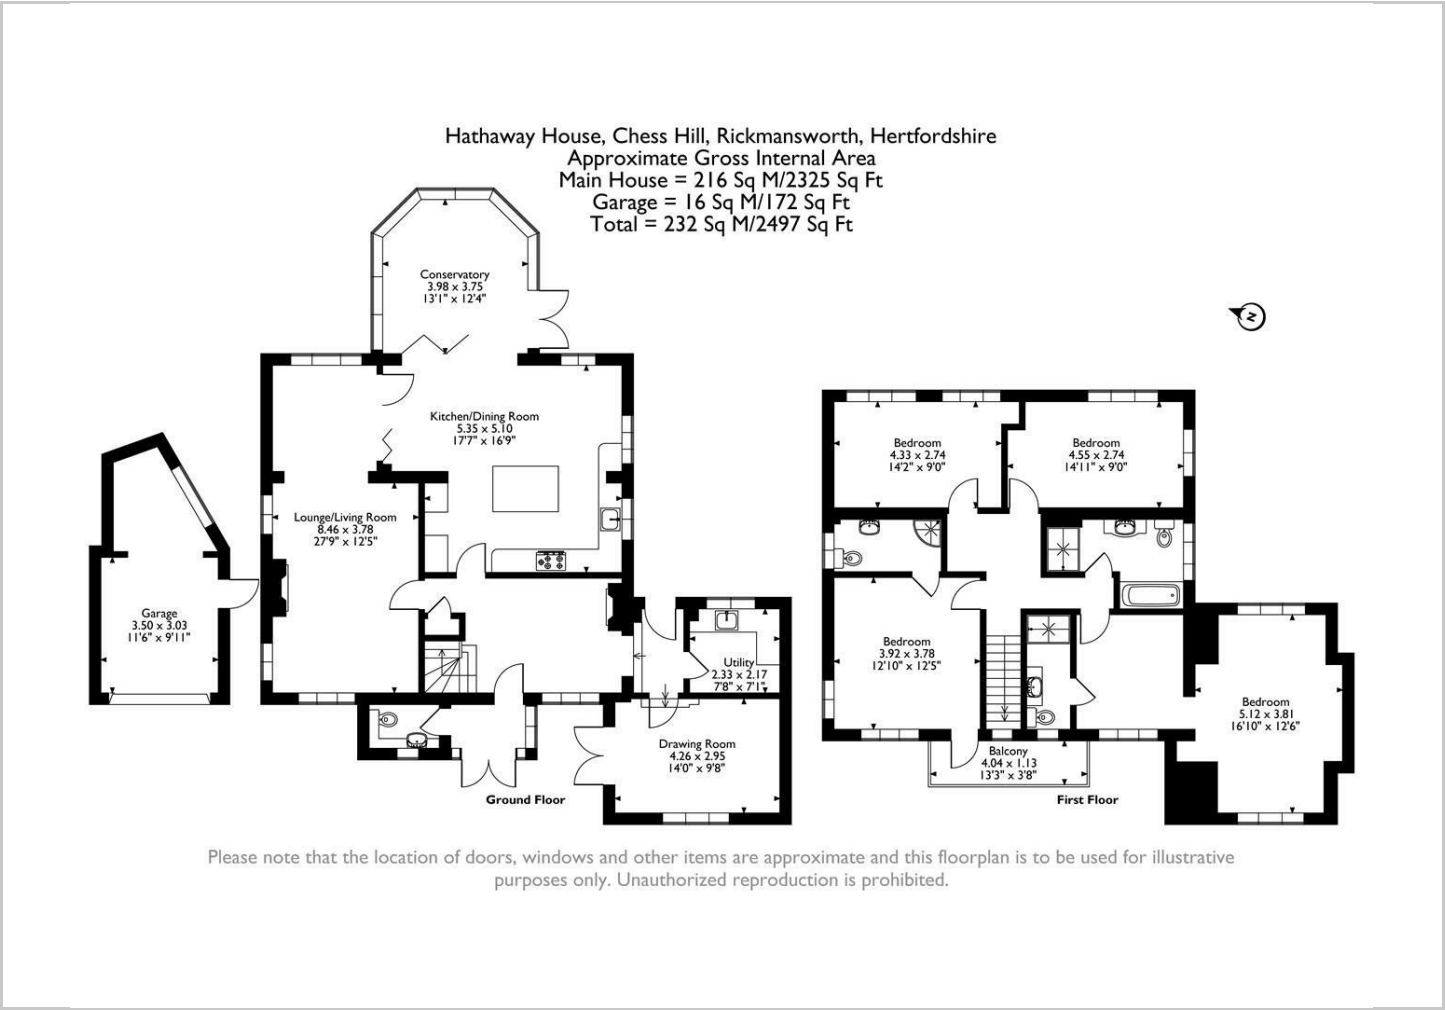 Hathaway House, Chess Hill, Rickmansworth, Hertfordshire
Approximate Gross Internal Area
Main House = 216 Sq M/2325 Sq Ft
Garage = 16 Sq M/172 Sq Ft
Total = 232 Sq M/2497 Sq Ft
Conservatory
3.98 x 3.75
13'1" x 12'4"
N
Kitchen/Dining Room
5.35 x 5.10
17'7" x 16'9"
Lounge/Living Room
8.46 x 3.78
27'9" x 12'5"
Garage
3.50 x 3.03
11'6" x 9'11"
Utility
2.33 x 2.17
7'8" x 7'1"
Drawing Room
4.26 x 2.95
14'0" x 9'8"
Ground Floor
Bedroom
4.33 x 2.74
14'2" x 9'0"
Bedroom
4.55 x 2.74
14'11" x 9'0"
Bedroom
3.92 x 3.78
12'10" x 12'5"
Bedroom
5.12 x 3.81
16'10" x 12'6"
Balcony
4.04 x 1.13
13'3" x 3'8"
First Floor
Please note that the location of doors, windows and other items are approximate and this floorplan is to be used for illustrative
purposes only. Unauthorized reproduction is prohibited.